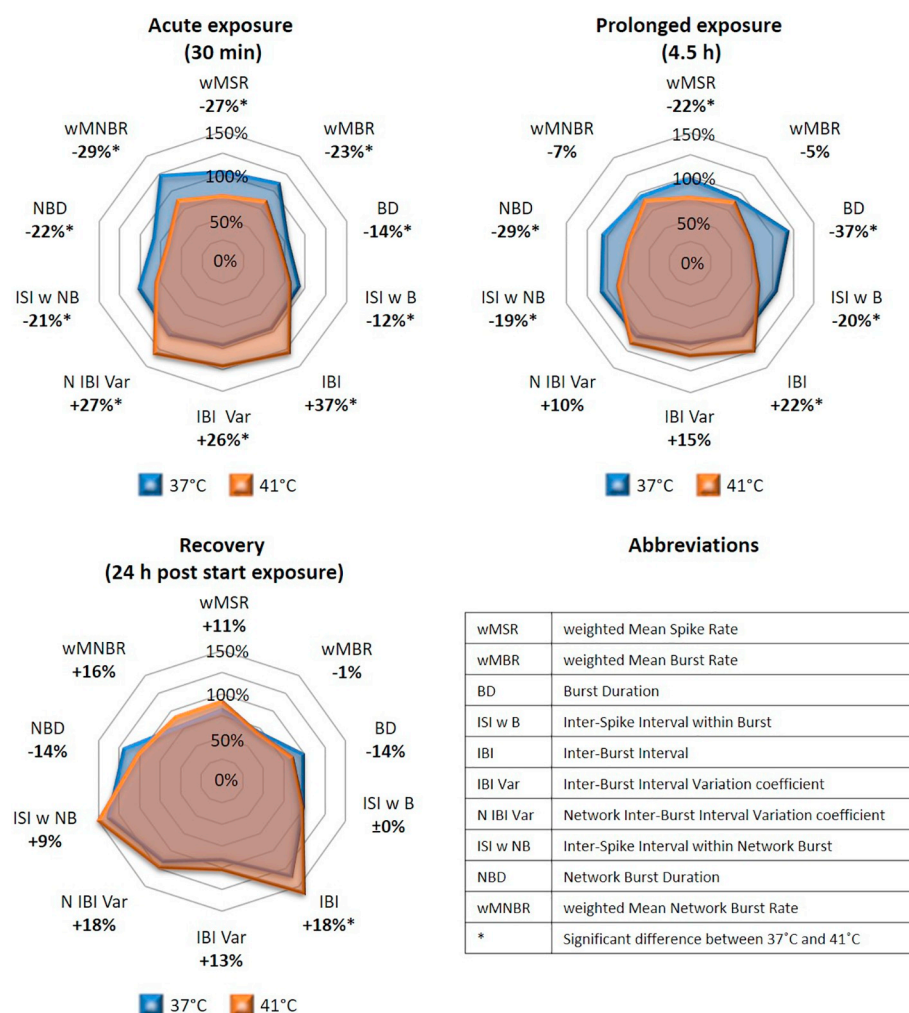 Acute exposure
(30 min)
wMSR
-27%*
wMBR
-23%*
BD
-14%*
ISI w B
-12%*
IBI
+37%*
IBI Var
+26%*
N IBI Var
+27%*
ISI w NB
-21%*
NBD
-22%*
wMNBR
-29%*
150%
100%
50%
0%
37°C
41°C
Prolonged exposure
(4.5 h)
wMSR
-22%*
wMBR
-5%
BD
-37%*
ISI w B
-20%*
IBI
+22%*
IBI Var
+15%
N IBI Var
+10%
ISI w NB
-19%*
NBD
-29%*
wMNBR
-7%
150%
100%
50%
0%
37°C
41°C
Recovery
(24 h post start exposure)
wMSR
+11%
wMBR
-1%
BD
-14%
ISI w B
±0%
IBI
+18%*
IBI Var
+13%
N IBI Var
+18%
ISI w NB
+9%
NBD
-14%
wMNBR
+16%
150%
100%
50%
0%
37°C
41°C
Abbreviations
wMSR weighted Mean Spike Rate
wMBR weighted Mean Burst Rate
BD Burst Duration
ISI w B Inter-Spike Interval within Burst
IBI Inter-Burst Interval
IBI Var Inter-Burst Interval Variation coefficient
N IBI Var Network Inter-Burst Interval Variation coefficient
ISI w NB Inter-Spike Interval within Network Burst
NBD Network Burst Duration
wMNBR weighted Mean Network Burst Rate
* Significant difference between 37˚C and 41˚C